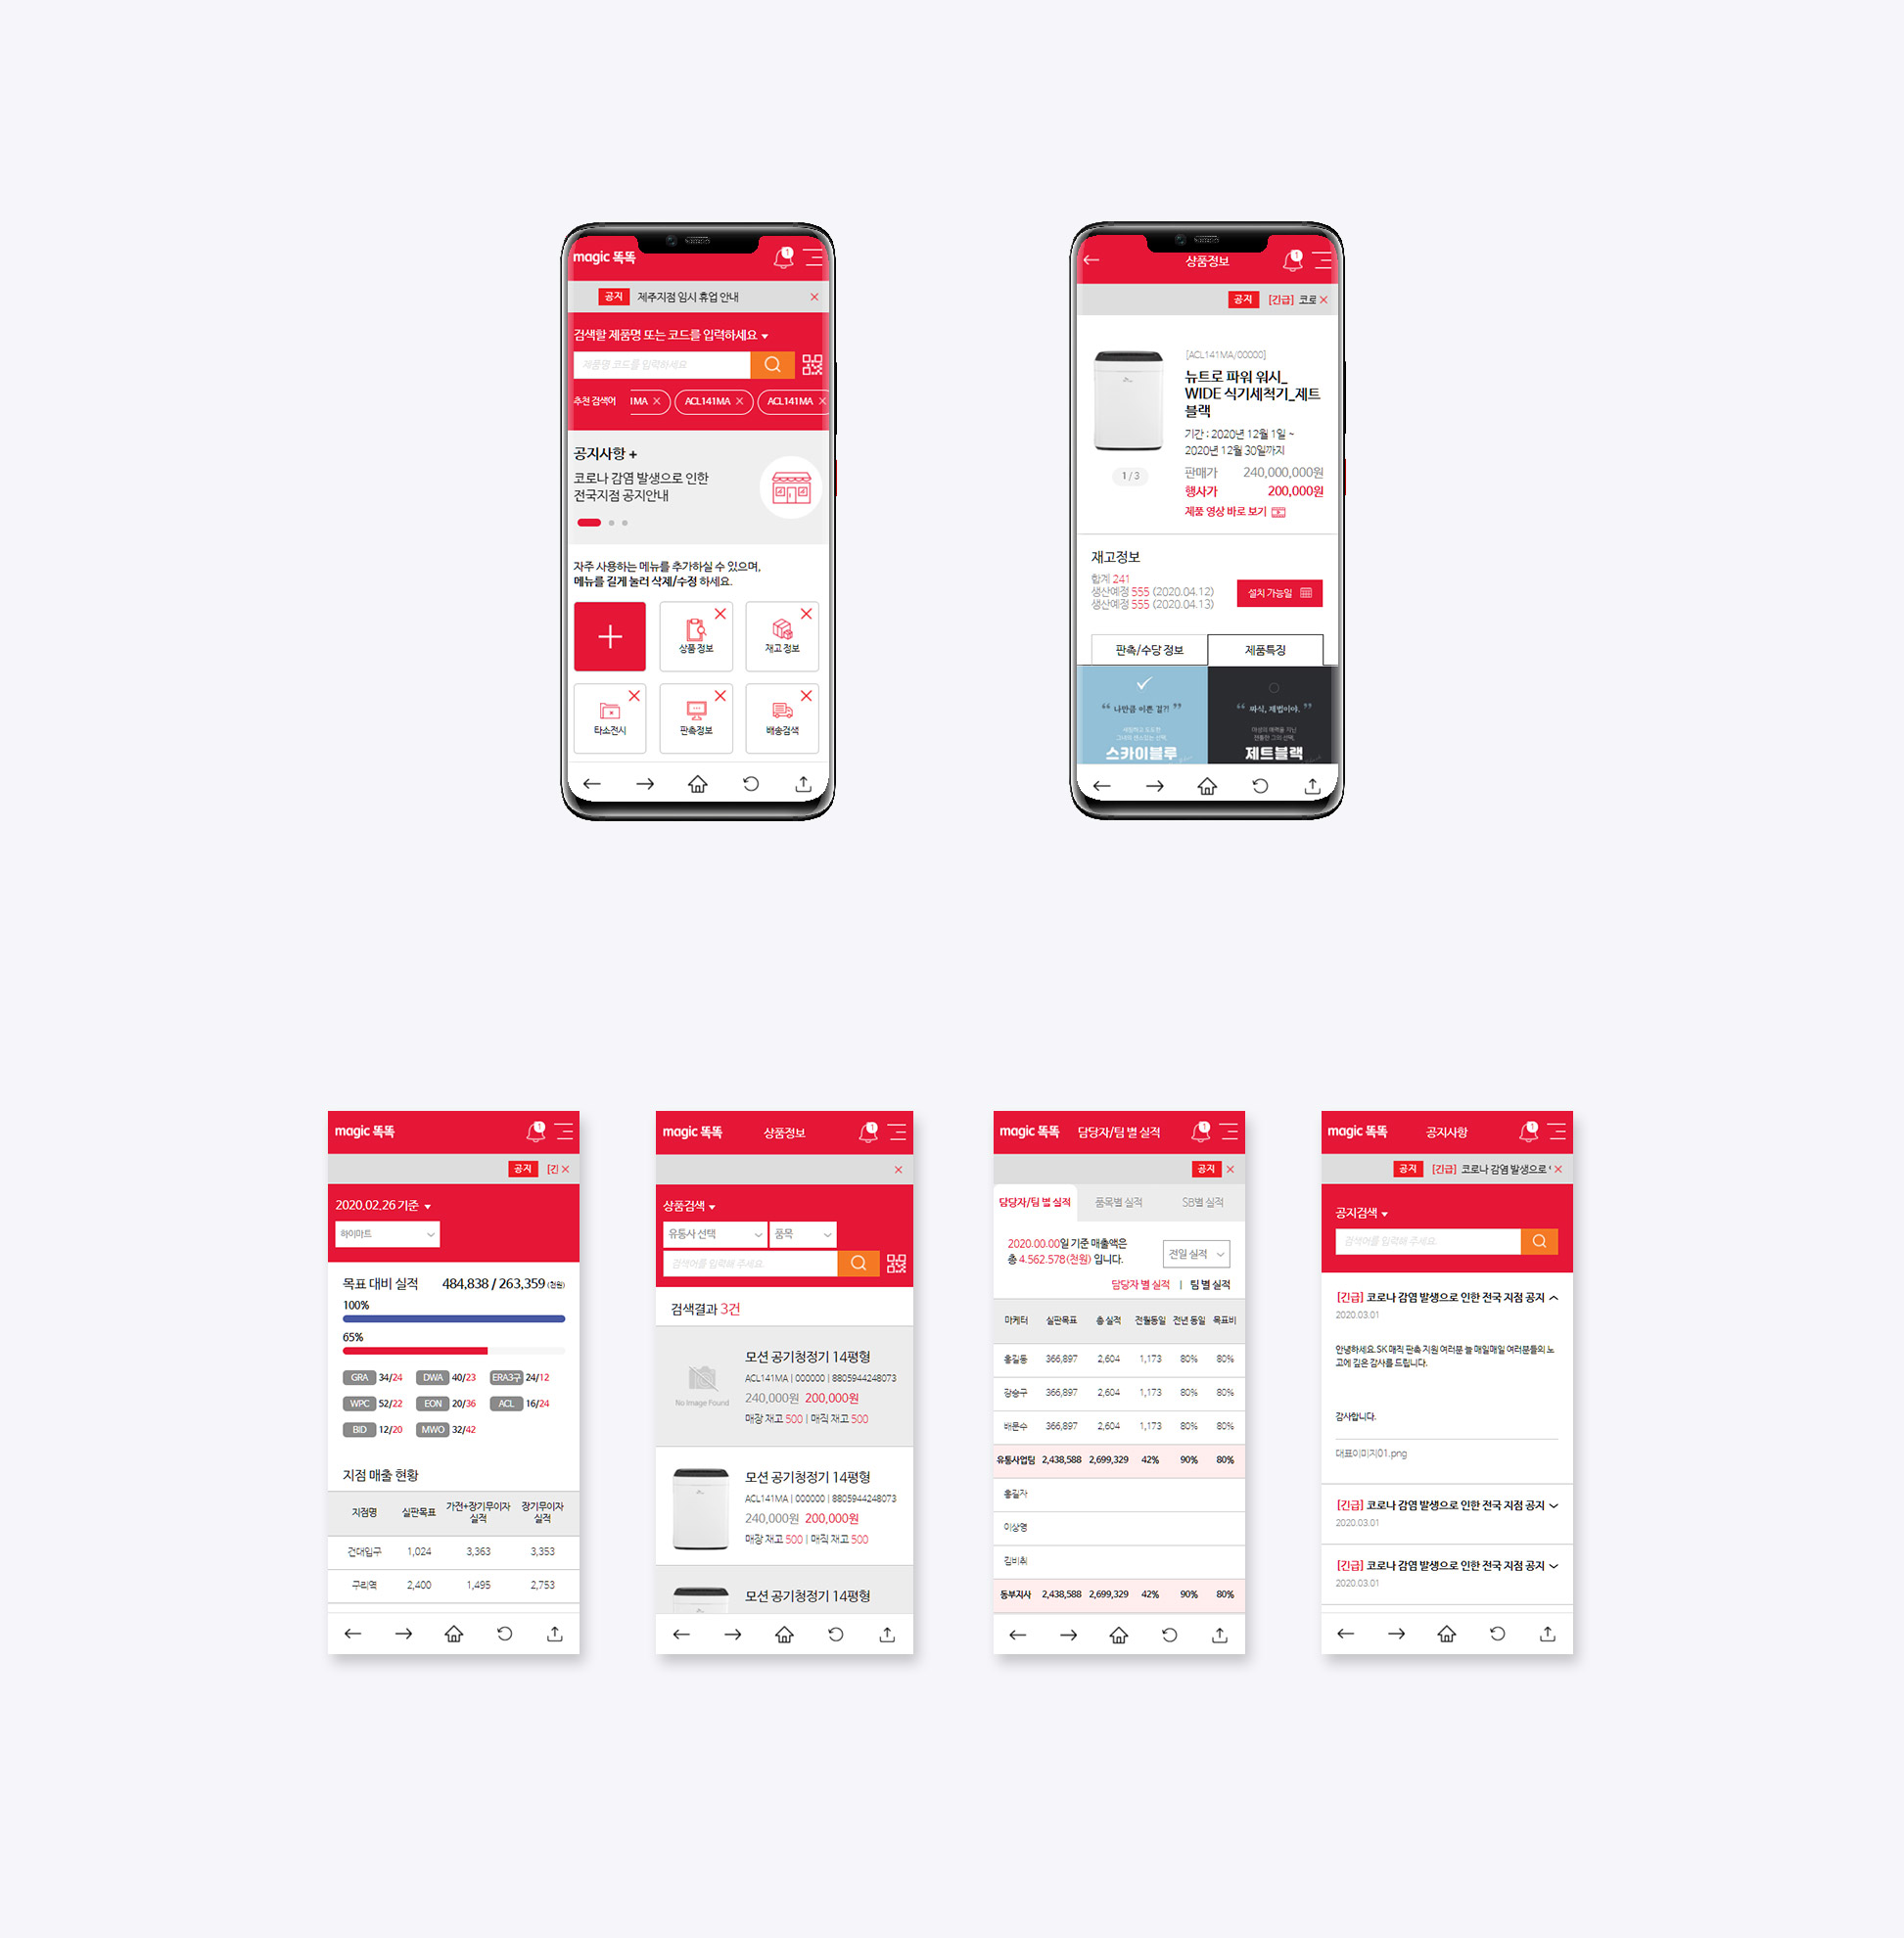 magic 똑똑
1
공지 제주지점 임시 휴업 안내
검색할 제품명 또는 코드를 입력하세요
제품명 코드를 입력하세요
추천 검색어 IMA ACL141MA ACL141MA
공지사항 +
코로나 감염 발생으로 인한
전국지점 공지안내
자주 사용하는 메뉴를 추가하실 수 있으며,
메뉴를 길게 눌러 삭제/수정 하세요.
상품 정보
재고 정보
타소전시
판촉정보
배송검색
상품정보
1
공지 [긴급] 코로
[ACL141MA/00000]
뉴트로 파워 워시_
WIDE 식기세척기_제트
블랙
기간 : 2020년 12월 1일 ~
2020년 12월 30일까지
1 / 3
판매가 240,000,000원
행사가 200,000원
제품 영상 바로 보기
재고정보
합계 241
생산예정 555 (2020.04.12)
생산예정 555 (2020.04.13)
설치 가능일
판촉/수당 정보
제품특징
“ 나만큼 이쁜 걸?! ”
스카이블루
“ 짜식, 제법이야. ”
제트블랙
magic 똑똑
1
공지 [긴
2020.02.26 기준
하이마트
목표 대비 실적 484,838 / 263,359 (천원)
100%
65%
GRA 34/24 DWA 40/23 ERA3구 24/12
WPC 52/22 EON 20/36 ACL 16/24
BID 12/20 MWO 32/42
지점 매출 현황
지점명 실판목표 가전+장기무이자 실적 장기무이자 실적
건대입구 1,024 3,363 3,353
구리역 2,400 1,495 2,753
magic 똑똑 상품정보
1
상품검색
유통사 선택 품목
검색어를 입력해 주세요.
검색결과 3건
No Image Found
모션 공기청정기 14평형
ACL141MA | 000000 | 8805944248073
240,000원 200,000원
매장 재고 500 | 매직 재고 500
모션 공기청정기 14평형
ACL141MA | 000000 | 8805944248073
240,000원 200,000원
매장 재고 500 | 매직 재고 500
모션 공기청정기 14평형
magic 똑똑 담당자/팀 별 실적
1
공지
담당자/팀 별 실적 품목별 실적 SB별 실적
2020.00.00일 기준 매출액은
총 4.562.578(천원) 입니다.
전일 실적
담당자 별 실적 | 팀 별 실적
마케터 실판목표 총 실적 전월동일 전년 동일 목표비
홍길동 366,897 2,604 1,173 80% 80%
강승구 366,897 2,604 1,173 80% 80%
배문수 366,897 2,604 1,173 80% 80%
유통사업팀 2,438,588 2,699,329 42% 90% 80%
홍길자
이상영
김비취
동부지사 2,438,588 2,699,329 42% 90% 80%
magic 똑똑 공지사항
1
공지 [긴급] 코로나 감염 발생으로
공지검색
검색어를 입력해 주세요.
[긴급] 코로나 감염 발생으로 인한 전국 지점 공지
2020.03.01
안녕하세요.SK 매직 판촉 지원 여러분 늘 매일매일 여러분들의 노
고에 깊은 감사를 드립니다.
감사합니다.
대표이미지01.png
[긴급] 코로나 감염 발생으로 인한 전국 지점 공지
2020.03.01
[긴급] 코로나 감염 발생으로 인한 전국 지점 공지
2020.03.01